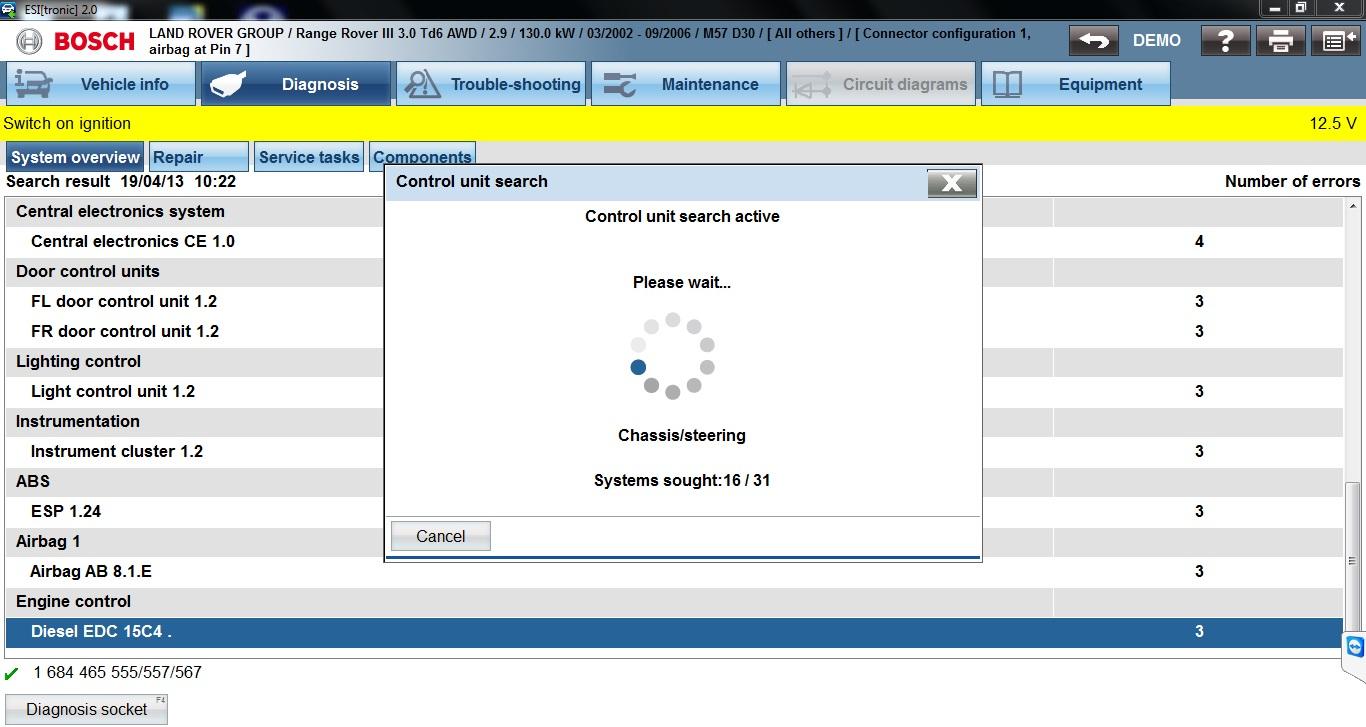 ESI[tronic] 2.0
BOSCH
LAND ROVER GROUP / Range Rover III 3.0 Td6 AWD / 2.9 / 130.0 kW / 03/2002 - 09/2006 / M57 D30 / [ All others ] / [ Connector configuration 1,
airbag at Pin 7 ]
DEMO
?
Vehicle info
Diagnosis
Trouble-shooting
Maintenance
Circuit diagrams
Equipment
Switch on ignition
12.5 V
System overview
Repair
Service tasks
Components
Search result 19/04/13 10:22
Number of errors
Central electronics system
Central electronics CE 1.0
4
Door control units
FL door control unit 1.2
3
FR door control unit 1.2
3
Lighting control
Light control unit 1.2
3
Instrumentation
Instrument cluster 1.2
3
ABS
ESP 1.24
3
Airbag 1
Airbag AB 8.1.E
3
Engine control
Diesel EDC 15C4 .
3
Control unit search
X
Control unit search active
Please wait...
Chassis/steering
Systems sought:16 / 31
Cancel
1 684 465 555/557/567
Diagnosis socket
F4